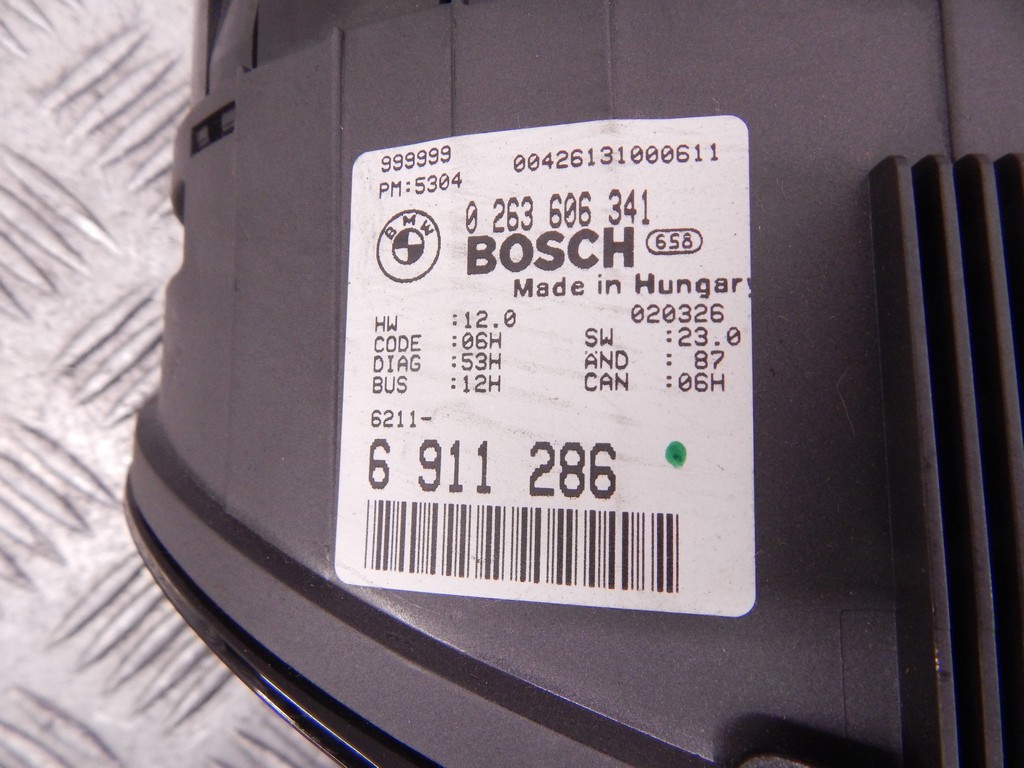 999999 00426131000611
PM:5304
0 263 606 341
BMW BOSCH 658
Made in Hungary
020326
HW :12.0 SW :23.0
CODE :06H AND : 87
DIAG :53H CAN :06H
BUS :12H
6211-
6 911 286